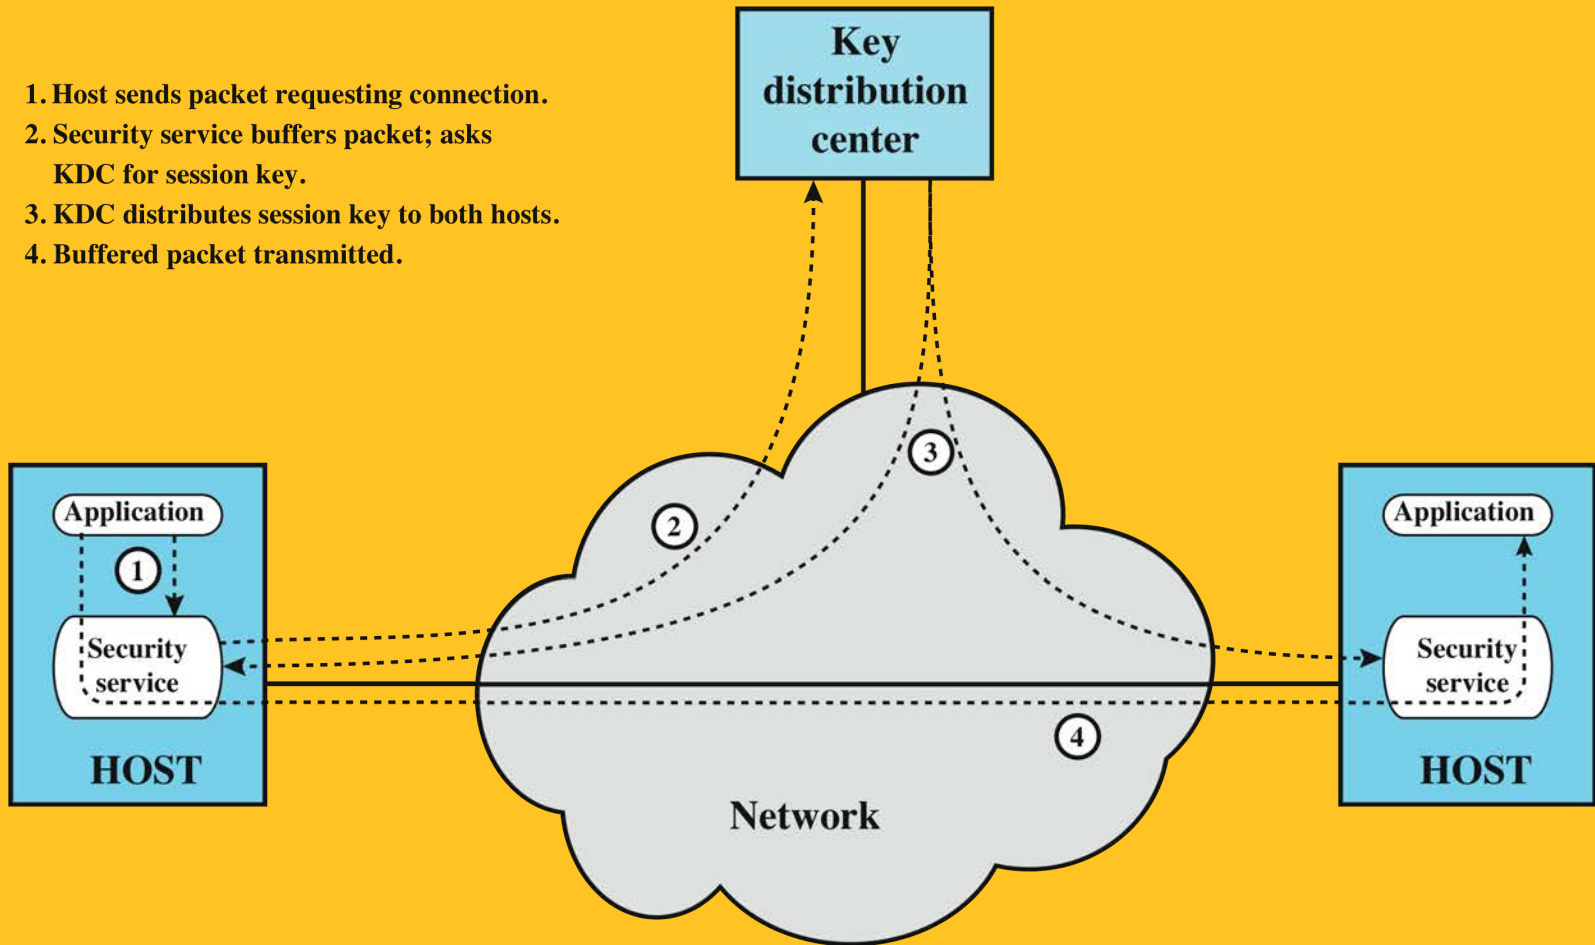 Key
distribution
center
1. Host sends packet requesting connection.
2. Security service buffers packet; asks
KDC for session key.
3. KDC distributes session key to both hosts.
4. Buffered packet transmitted.
3
2
Application
1
Security
service
HOST
Application
Security
service
HOST
4
Network